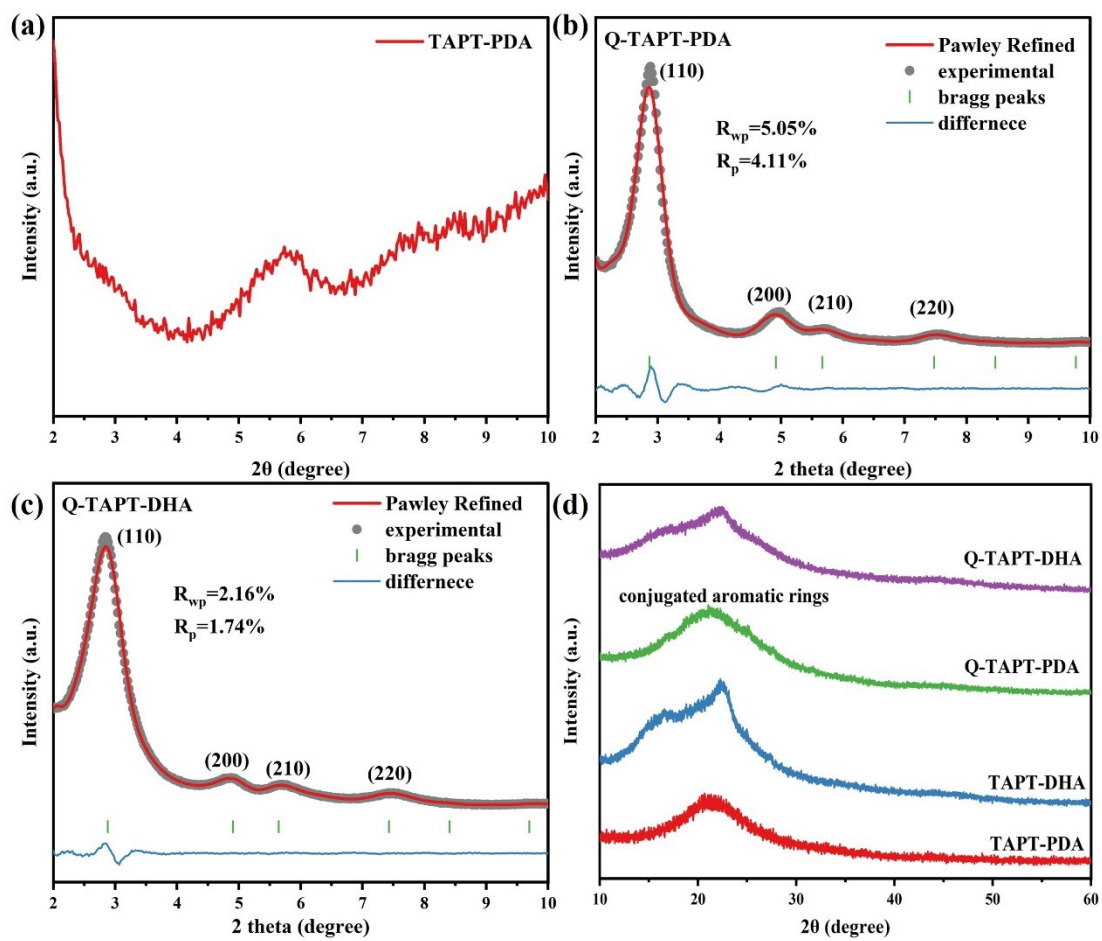 (a)
TAPT-PDA
Intensity (a.u.)
2 3 4 5 6 7 8 9 10
2θ (degree)
(b)
Q-TAPT-PDA
Pawley Refined
experimental
bragg peaks
differnece
(110)
Rwp=5.05%
Rp=4.11%
(200)
(210)
(220)
Intensity (a.u.)
2 3 4 5 6 7 8 9 10
2 theta (degree)
(c)
Q-TAPT-DHA
Pawley Refined
experimental
bragg peaks
differnece
(110)
Rwp=2.16%
Rp=1.74%
(200)
(210)
(220)
Intensity (a.u.)
2 3 4 5 6 7 8 9 10
2 theta (degree)
(d)
Q-TAPT-DHA
conjugated aromatic rings
Q-TAPT-PDA
TAPT-DHA
TAPT-PDA
Intensity (a.u.)
10 20 30 40 50 60
2θ (degree)